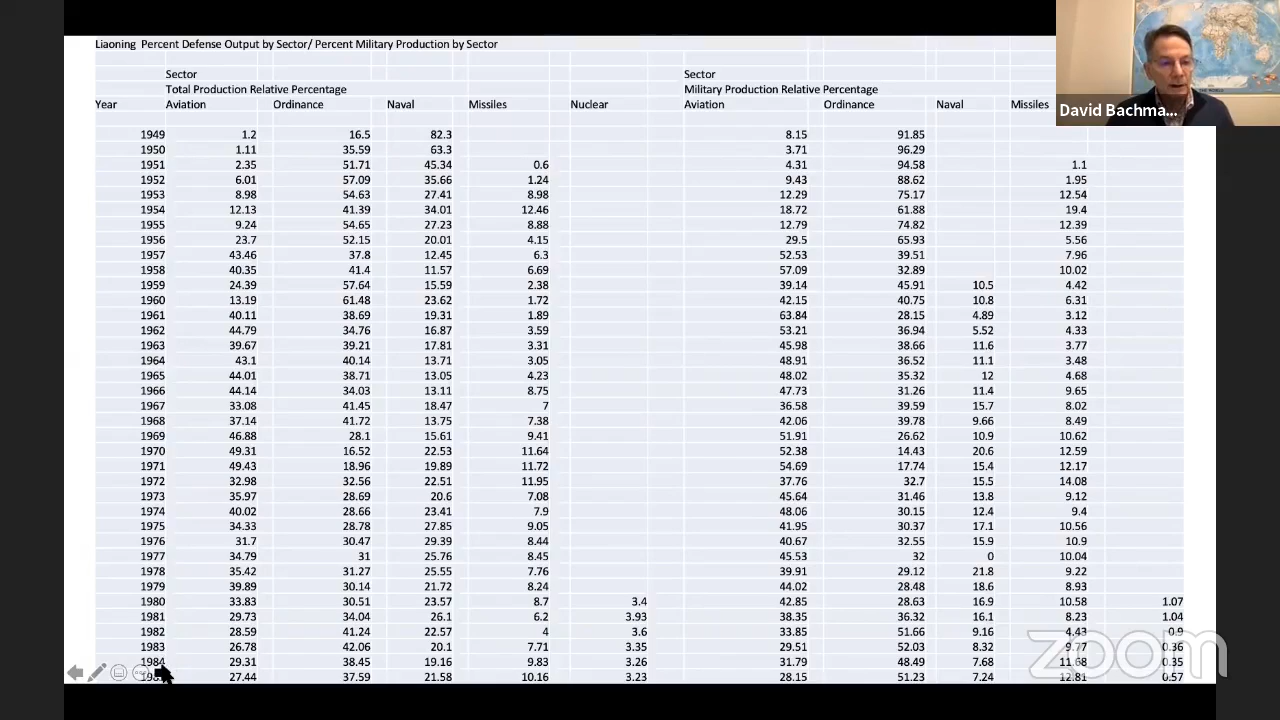 Liaoning Percent Defense Output by Sector/ Percent Military Production by Sector
Sector Sector
Total Production Relative Percentage Military Production Relative Percentage
Year Aviation Ordinance Naval Missiles Nuclear Aviation Ordinance Naval Missiles
David Bachma...
1949 1.2 16.5 82.3 8.15 91.85
1950 1.11 35.59 63.3 3.71 96.29
1951 2.35 51.71 45.34 0.6 4.31 94.58 1.1
1952 6.01 57.09 35.66 1.24 9.43 88.62 1.95
1953 8.98 54.63 27.41 8.98 12.29 75.17 12.54
1954 12.13 41.39 34.01 12.46 18.72 61.88 19.4
1955 9.24 54.65 27.23 8.88 12.79 74.82 12.39
1956 23.7 52.15 20.01 4.15 29.5 65.93 5.56
1957 43.46 37.8 12.45 6.3 52.53 39.51 7.96
1958 40.35 41.4 11.57 6.69 57.09 32.89 10.02
1959 24.39 57.64 15.59 2.38 39.14 45.91 10.5 4.42
1960 13.19 61.48 23.62 1.72 42.15 40.75 10.8 6.31
1961 40.11 38.69 19.31 1.89 63.84 28.15 4.89 3.12
1962 44.79 34.76 16.87 3.59 53.21 36.94 5.52 4.33
1963 39.67 39.21 17.81 3.31 45.98 38.66 11.6 3.77
1964 43.1 40.14 13.71 3.05 48.91 36.52 11.1 3.48
1965 44.01 38.71 13.05 4.23 48.02 35.32 12 4.68
1966 44.14 34.03 13.11 8.75 47.73 31.26 11.4 9.65
1967 33.08 41.45 18.47 7 36.58 39.59 15.7 8.02
1968 37.14 41.72 13.75 7.38 42.06 39.78 9.66 8.49
1969 46.88 28.1 15.61 9.41 51.91 26.62 10.9 10.62
1970 49.31 16.52 22.53 11.64 52.38 14.43 20.6 12.59
1971 49.43 18.96 19.89 11.72 54.69 17.74 15.4 12.17
1972 32.98 32.56 22.51 11.95 37.76 32.7 15.5 14.08
1973 35.97 28.69 20.6 7.08 45.64 31.46 13.8 9.12
1974 40.02 28.66 23.41 7.9 48.06 30.15 12.4 9.4
1975 34.33 28.78 27.85 9.05 41.95 30.37 17.1 10.56
1976 31.7 30.47 29.39 8.44 40.67 32.55 15.9 10.9
1977 34.79 31 25.76 8.45 45.53 32 0 10.04
1978 35.42 31.27 25.55 7.76 39.91 29.12 21.8 9.22
1979 39.89 30.14 21.72 8.24 44.02 28.48 18.6 8.93
1980 33.83 30.51 23.57 8.7 3.4 42.85 28.63 16.9 10.58 1.07
1981 29.73 34.04 26.1 6.2 3.93 38.35 36.32 16.1 8.23 1.04
1982 28.59 41.24 22.57 4 3.6 33.85 51.66 9.16 4.43 0.9
1983 26.78 42.06 20.1 7.71 3.35 29.51 52.03 8.32 9.77 0.36
1984 29.31 38.45 19.16 9.83 3.26 31.79 48.49 7.68 11.68 0.35
27.44 37.59 21.58 10.16 3.23 28.15 51.23 7.24 12.81 0.57
zoom